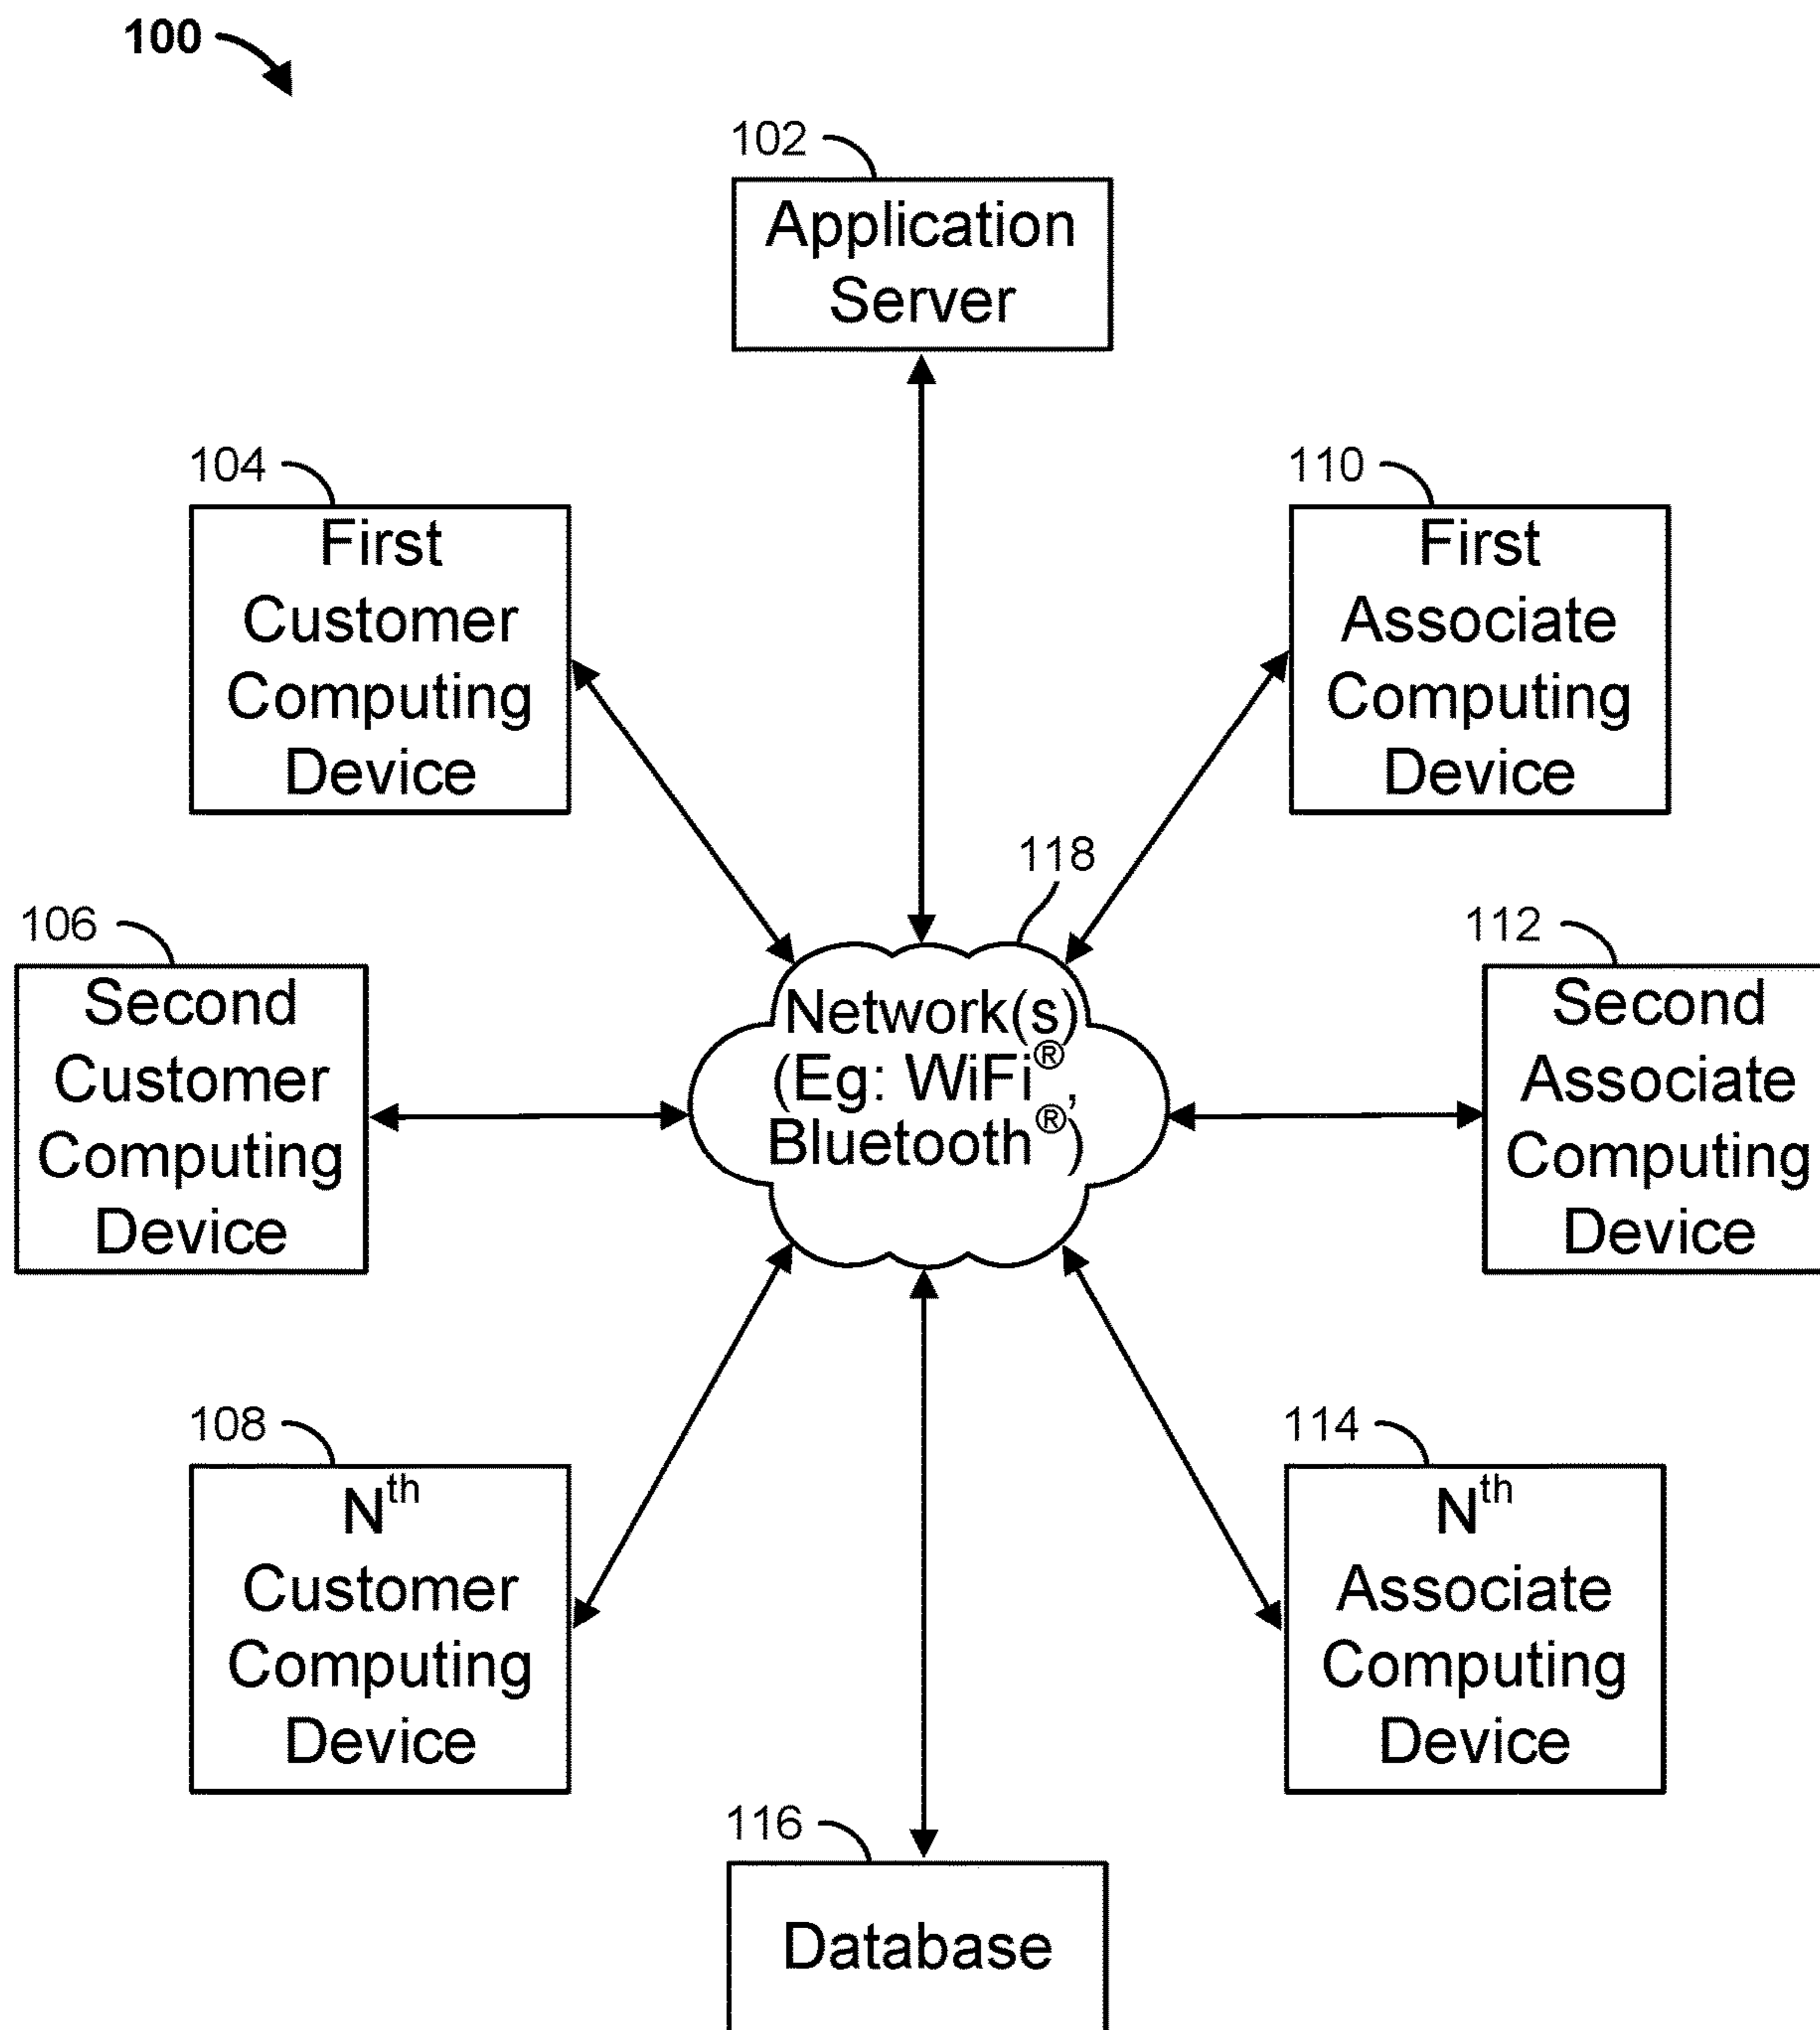 100
102
Application
Server
104
First
Customer
Computing
Device
110
First
Associate
Computing
Device
118
106
Second
Customer
Computing
Device
Network(s)
(Eg: WiFi®,
Bluetooth®)
112
Second
Associate
Computing
Device
108
Nth
Customer
Computing
Device
114
Nth
Associate
Computing
Device
116
Database